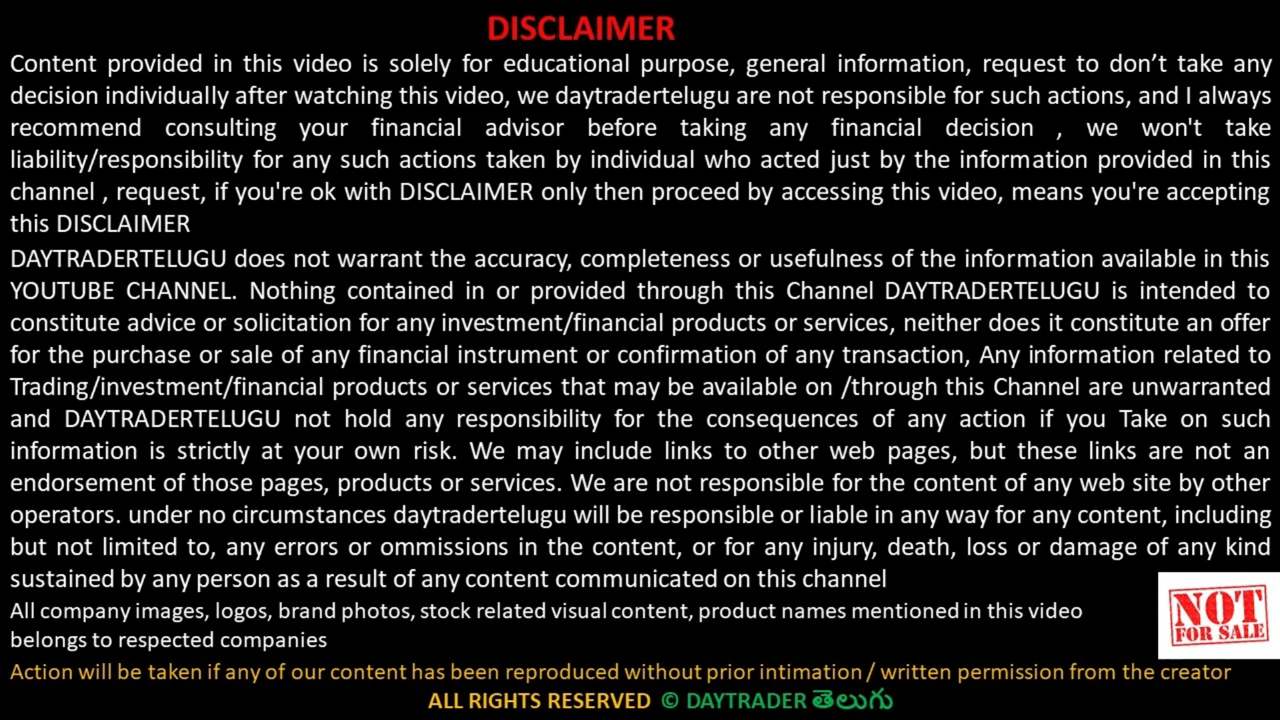 DISCLAIMER
Content provided in this video is solely for educational purpose, general information, request to don’t take any
decision individually after watching this video, we daytradertelugu are not responsible for such actions, and I always
recommend consulting your financial advisor before taking any financial decision , we won't take
liability/responsibility for any such actions taken by individual who acted just by the information provided in this
channel , request, if you're ok with DISCLAIMER only then proceed by accessing this video, means you're accepting
this DISCLAIMER
DAYTRADERTELUGU does not warrant the accuracy, completeness or usefulness of the information available in this
YOUTUBE CHANNEL. Nothing contained in or provided through this Channel DAYTRADERTELUGU is intended to
constitute advice or solicitation for any investment/financial products or services, neither does it constitute an offer
for the purchase or sale of any financial instrument or confirmation of any transaction, Any information related to
Trading/investment/financial products or services that may be available on /through this Channel are unwarranted
and DAYTRADERTELUGU not hold any responsibility for the consequences of any action if you Take on such
information is strictly at your own risk. We may include links to other web pages, but these links are not an
endorsement of those pages, products or services. We are not responsible for the content of any web site by other
operators. under no circumstances daytradertelugu will be responsible or liable in any way for any content, including
but not limited to, any errors or ommissions in the content, or for any injury, death, loss or damage of any kind
sustained by any person as a result of any content communicated on this channel
All company images, logos, brand photos, stock related visual content, product names mentioned in this video
belongs to respected companies
NOT
FOR SALE
Action will be taken if any of our content has been reproduced without prior intimation / written permission from the creator
ALL RIGHTS RESERVED © DAYTRADER తెలుగు